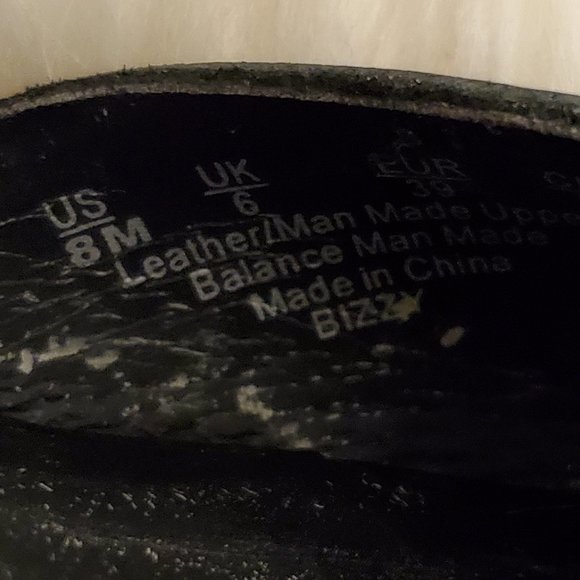 US UK EUR
8M 6 39
Leather/Man Made Upper
Balance Man Made
Made in China
BIZZY